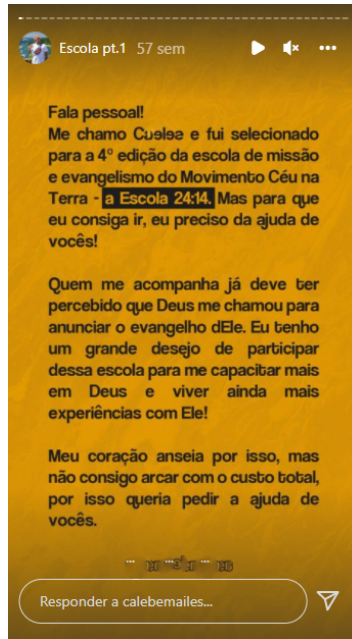 Escola pt.1 57 sem
Fala pessoal!
Me chamo e fui selecionado
para a 4º edição da escola de missão
e evangelismo do Movimento Céu na
Terra - a Escola 24:14. Mas para que
eu consiga ir, eu preciso da ajuda de
vocês!
Quem me acompanha já deve ter
percebido que Deus me chamou para
anunciar o evangelho dEle. Eu tenho
um grande desejo de participar
dessa escola para me capacitar mais
em Deus e viver ainda mais
experiências com Ele!
Meu coração anseia por isso, mas
não consigo arcar com o custo total,
por isso queria pedir a ajuda de
vocês.
Responder a calebemailes...